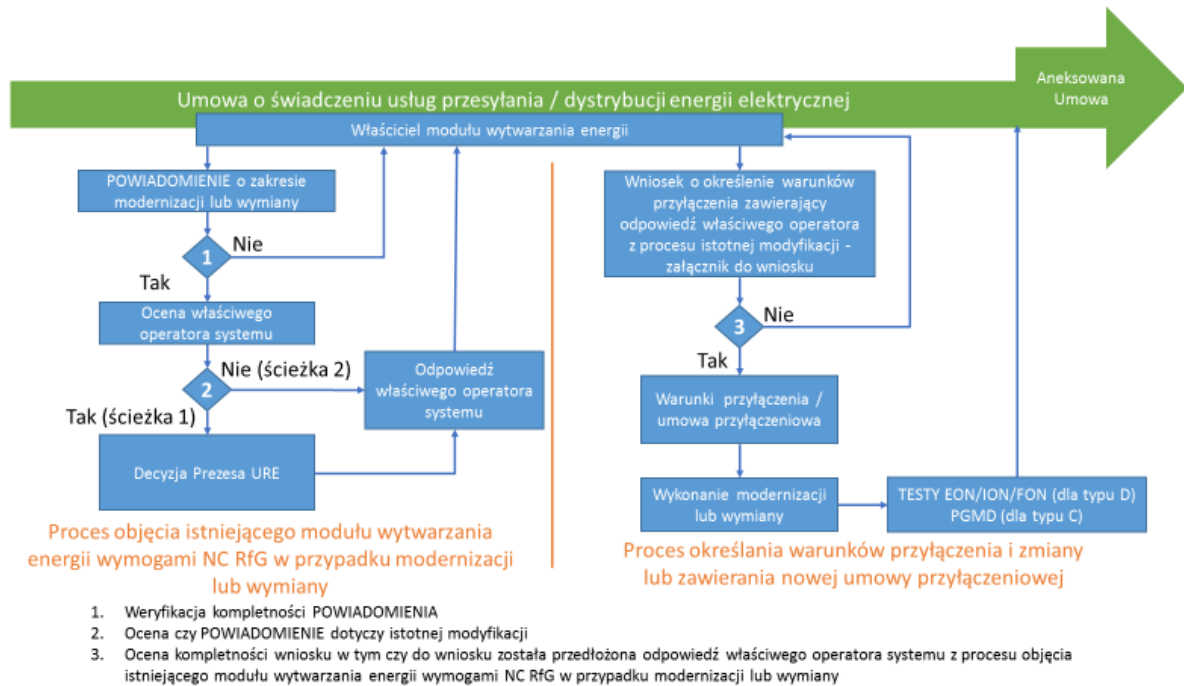 Umowa o świadczeniu usług przesyłania / dystrybucji energii elektrycznej
Aneksowana
Umowa
Właściciel modułu wytwarzania energii
POWIADOMIENIE o zakresie
modernizacji lub wymiany
1
Nie
Tak
Ocena właściwego
operatora systemu
2
Nie (ścieżka 2)
Tak (ścieżka 1)
Odpowiedź
właściwego operatora
systemu
Decyzja Prezesa URE
Proces objęcia istniejącego modułu wytwarzania
energii wymogami NC RfG w przypadku modernizacji
lub wymiany
Wniosek o określenie warunków
przyłączenia zawierający
odpowiedź właściwego operatora
z procesu istotnej modyfikacji -
załącznik do wniosku
3
Nie
Tak
Warunki przyłączenia /
umowa przyłączeniowa
Wykonanie modernizacji
lub wymiany
TESTY EON/ION/FON (dla typu D)
PGMD (dla typu C)
Proces określania warunków przyłączenia i zmiany
lub zawierania nowej umowy przyłączeniowej
1. Weryfikacja kompletności POWIADOMIENIA
2. Ocena czy POWIADOMIENIE dotyczy istotnej modyfikacji
3. Ocena kompletności wniosku w tym czy do wniosku została przedłożona odpowiedź właściwego operatora systemu z procesu objęcia
istniejącego modułu wytwarzania energii wymogami NC RfG w przypadku modernizacji lub wymiany